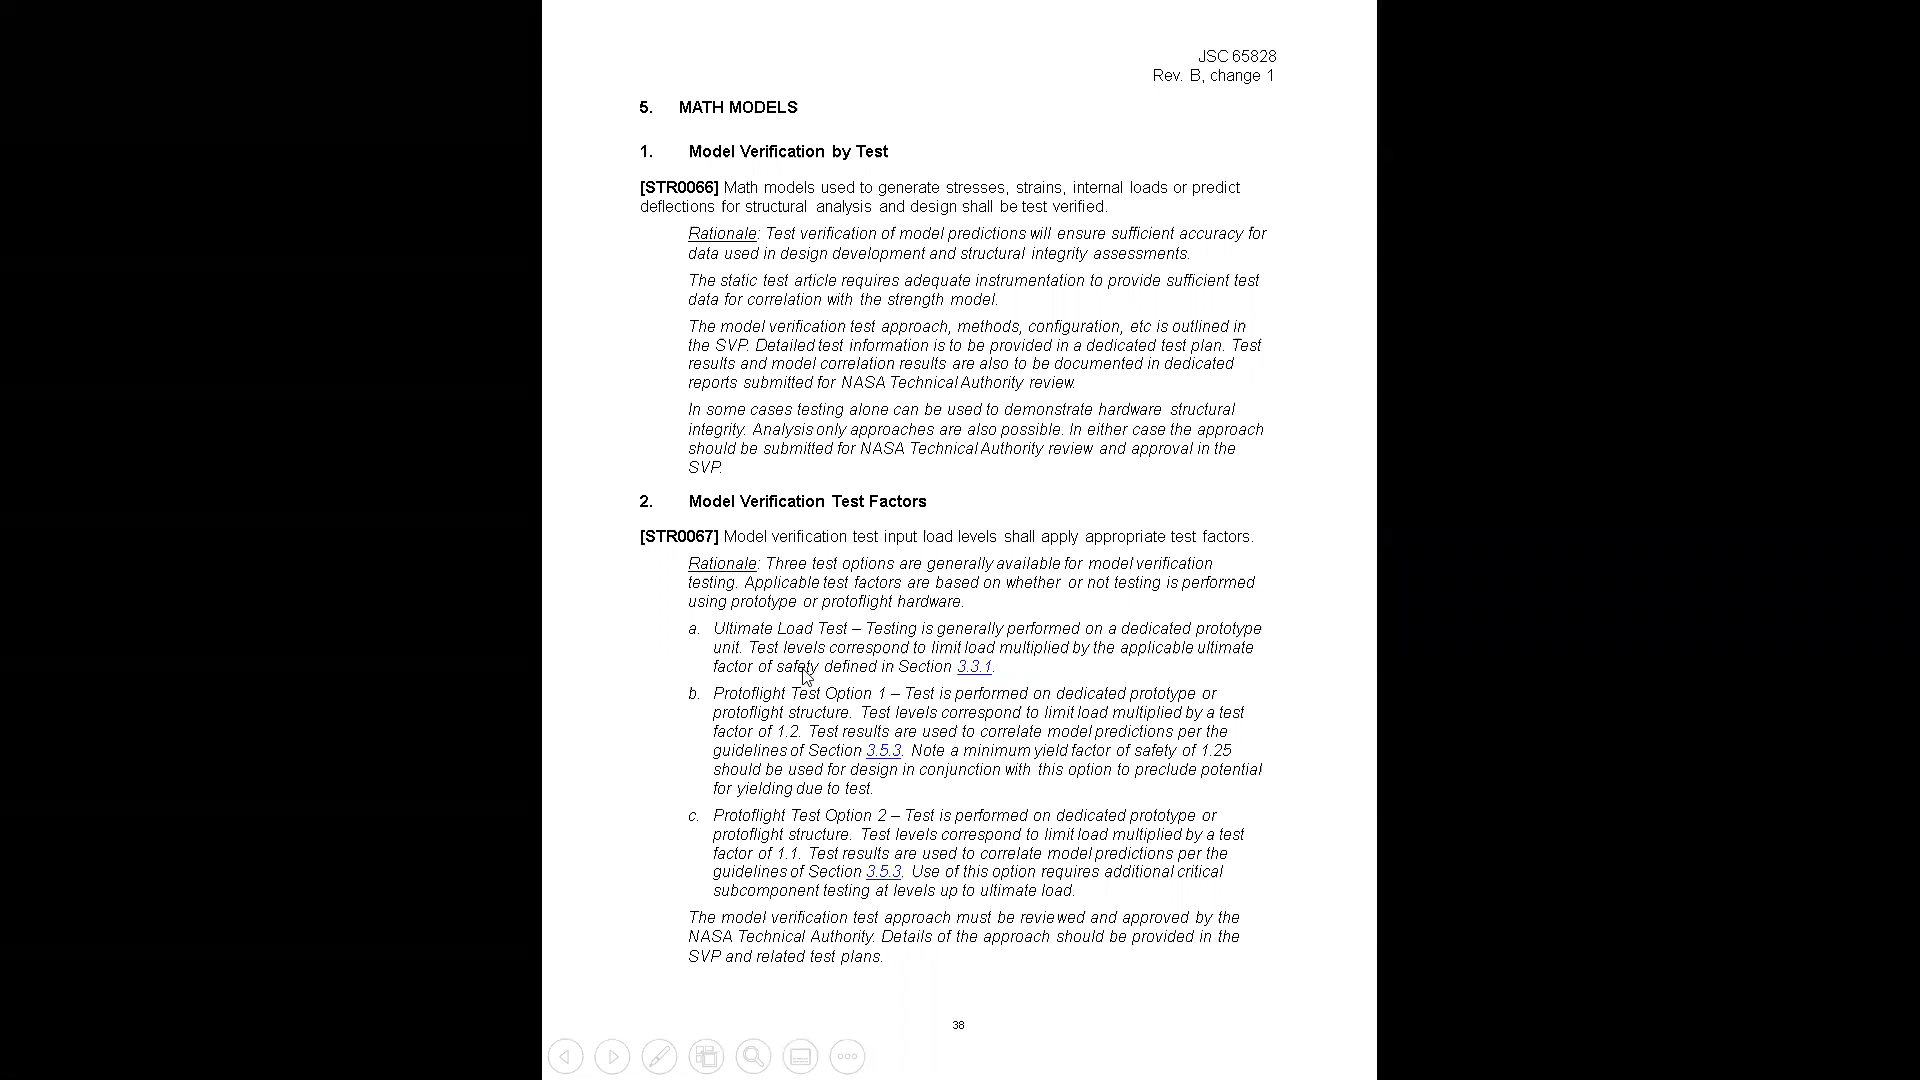 JSC 65828
Rev. B, change 1
5. MATH MODELS
1. Model Verification by Test
[STR0066] Math models used to generate stresses, strains, internal loads or predict
deflections for structural analysis and design shall be test verified.
Rationale: Test verification of model predictions will ensure sufficient accuracy for
data used in design development and structural integrity assessments.
The static test article requires adequate instrumentation to provide sufficient test
data for correlation with the strength model.
The model verification test approach, methods, configuration, etc is outlined in
the SVP. Detailed test information is to be provided in a dedicated test plan. Test
results and model correlation results are also to be documented in dedicated
reports submitted for NASA Technical Authority review.
In some cases testing alone can be used to demonstrate hardware structural
integrity. Analysis only approaches are also possible. In either case the approach
should be submitted for NASA Technical Authority review and approval in the
SVP.
2. Model Verification Test Factors
[STR0067] Model verification test input load levels shall apply appropriate test factors.
Rationale: Three test options are generally available for model verification
testing. Applicable test factors are based on whether or not testing is performed
using prototype or protoflight hardware.
a. Ultimate Load Test – Testing is generally performed on a dedicated prototype
unit. Test levels correspond to limit load multiplied by the applicable ultimate
factor of safety defined in Section 3.3.1.
b. Protoflight Test Option 1 – Test is performed on dedicated prototype or
protoflight structure. Test levels correspond to limit load multiplied by a test
factor of 1.2. Test results are used to correlate model predictions per the
guidelines of Section 3.5.3. Note a minimum yield factor of safety of 1.25
should be used for design in conjunction with this option to preclude potential
for yielding due to test.
c. Protoflight Test Option 2 – Test is performed on dedicated prototype or
protoflight structure. Test levels correspond to limit load multiplied by a test
factor of 1.1. Test results are used to correlate model predictions per the
guidelines of Section 3.5.3. Use of this option requires additional critical
subcomponent testing at levels up to ultimate load.
The model verification test approach must be reviewed and approved by the
NASA Technical Authority. Details of the approach should be provided in the
SVP and related test plans.
38